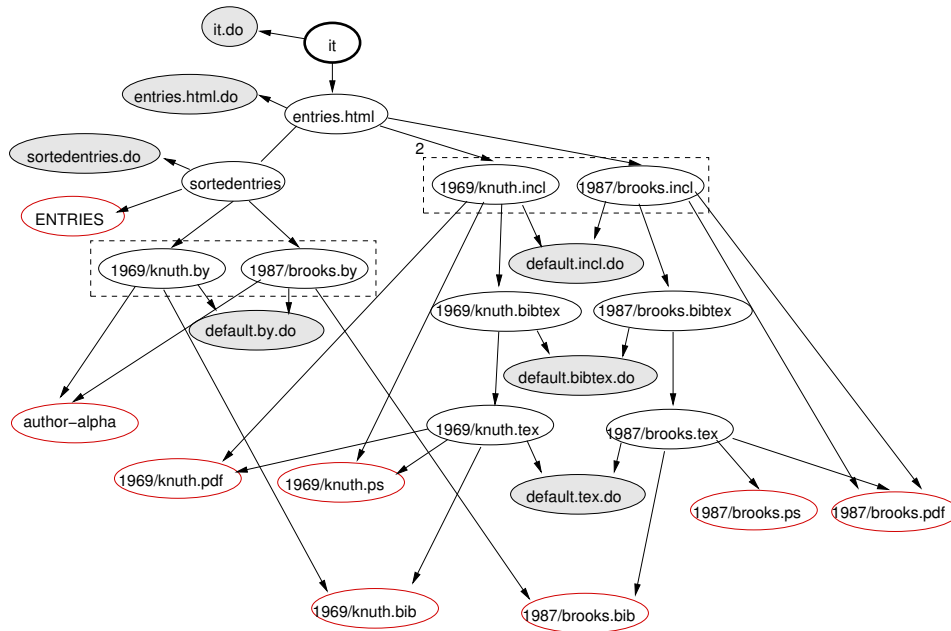 it.do
it
entries.html.do
entries.html
sortedentries.do
2
sortedentries
1969/knuth.incl
1987/brooks.incl
ENTRIES
1969/knuth.by
1987/brooks.by
default.incl.do
1969/knuth.bibtex
1987/brooks.bibtex
default.by.do
default.bibtex.do
author-alpha
1969/knuth.tex
1987/brooks.tex
1969/knuth.pdf
1969/knuth.ps
default.tex.do
1987/brooks.ps
1987/brooks.pdf
1969/knuth.bib
1987/brooks.bib